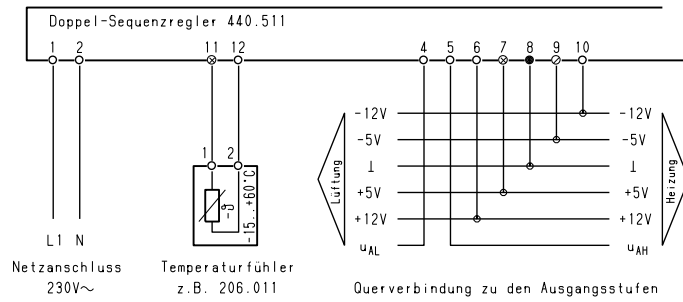 Doppel-Sequenzregler 440.511
1 2 11 12 4 5 6 7 8 9 10
-12V -12V
-5V -5V
⊥ ⊥
+5V +5V
+12V +12V
uAL uAH
Lüftung
Heizung
1 2
-ϑ
-15...+60°C
L1 N
Netzanschluss
230V~
Temperaturfühler
z.B. 206.011
Querverbindung zu den Ausgangsstufen